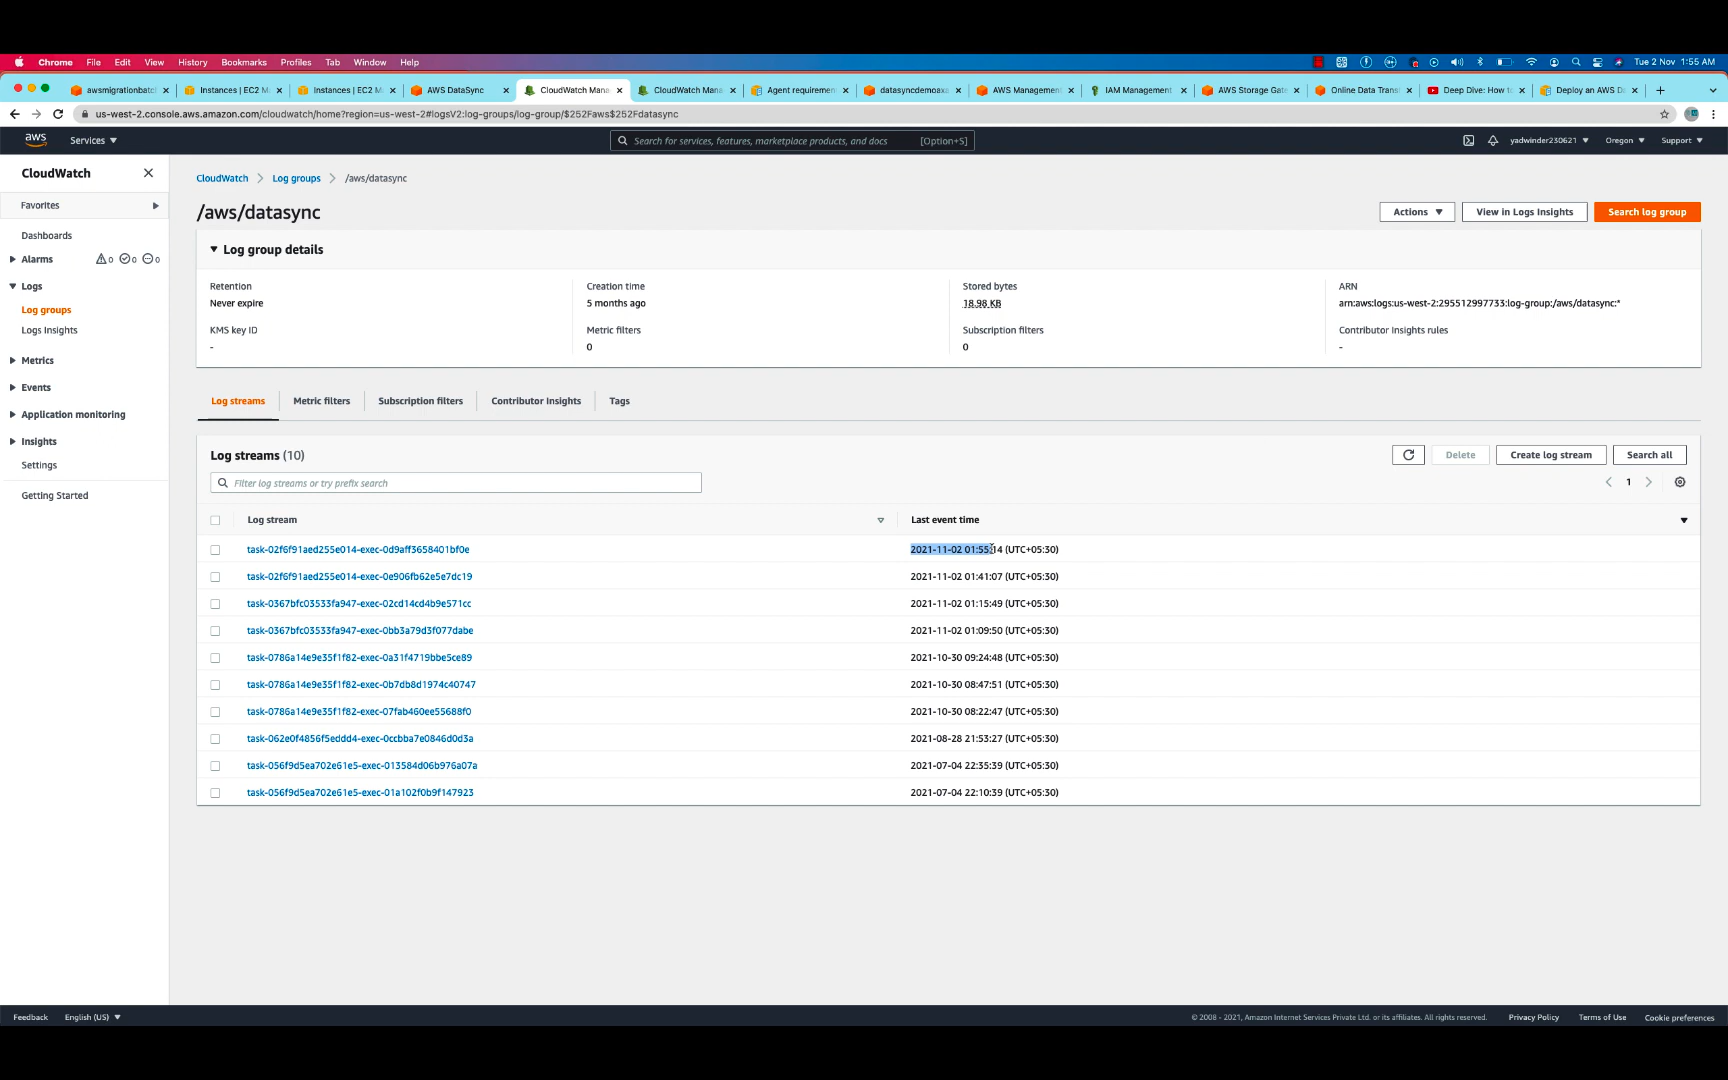 Chrome File Edit View History Bookmarks Profiles Tab Window Help Tue 2 Nov 1:55 AM
awsmigrationbatc Instances | EC2 M Instances | EC2 M AWS DataSync CloudWatch Mana CloudWatch Mana Agent requiremen datasyncdemoaxa AWS Management IAM Management AWS Storage Gat Online Data Trans Deep Dive: How t Deploy an AWS D
us-west-2.console.aws.amazon.com/cloudwatch/home?region=us-west-2#logsV2:log-groups/log-group/$252Faws$252Fdatasync
aws Services Search for services, features, marketplace products, and docs [Option+S] yadwinder230621 Oregon Support
CloudWatch
Favorites
Dashboards
Alarms 0 0 0
Logs
Log groups
Logs Insights
Metrics
Events
Application monitoring
Insights
Settings
Getting Started
CloudWatch Log groups /aws/datasync
/aws/datasync
Actions View in Logs Insights Search log group
Log group details
Retention Creation time Stored bytes ARN
Never expire 5 months ago 18.98 KB arn:aws:logs:us-west-2:295512997733:log-group:/aws/datasync:*
KMS key ID Metric filters Subscription filters Contributor Insights rules
- 0 0 -
Log streams Metric filters Subscription filters Contributor Insights Tags
Log streams (10)
Delete Create log stream Search all
Filter log streams or try prefix search
1
Log stream Last event time
task-02f6f91aed255e014-exec-0d9aff3658401bf0e 2021-11-02 01:55:14 (UTC+05:30)
task-02f6f91aed255e014-exec-0e906fb62e5e7dc19 2021-11-02 01:41:07 (UTC+05:30)
task-0367bfc03533fa947-exec-02cd14cd4b9e571cc 2021-11-02 01:15:49 (UTC+05:30)
task-0367bfc03533fa947-exec-0bb3a79d3f077dabe 2021-11-02 01:09:50 (UTC+05:30)
task-0786a14e9e35f1f82-exec-0a31f4719bbe5ce89 2021-10-30 09:24:48 (UTC+05:30)
task-0786a14e9e35f1f82-exec-0b7db8d1974c40747 2021-10-30 08:47:51 (UTC+05:30)
task-0786a14e9e35f1f82-exec-07fab460ee55688f0 2021-10-30 08:22:47 (UTC+05:30)
task-062e0f4856f5eddd4-exec-0ccbba7e0846d0d3a 2021-08-28 21:53:27 (UTC+05:30)
task-056f9d5ea702e61e5-exec-013584d06b976a07a 2021-07-04 22:35:39 (UTC+05:30)
task-056f9d5ea702e61e5-exec-01a102f0b9f147923 2021-07-04 22:10:39 (UTC+05:30)
Feedback English (US) © 2008 - 2021, Amazon Internet Services Private Ltd. or its affiliates. All rights reserved. Privacy Policy Terms of Use Cookie preferences